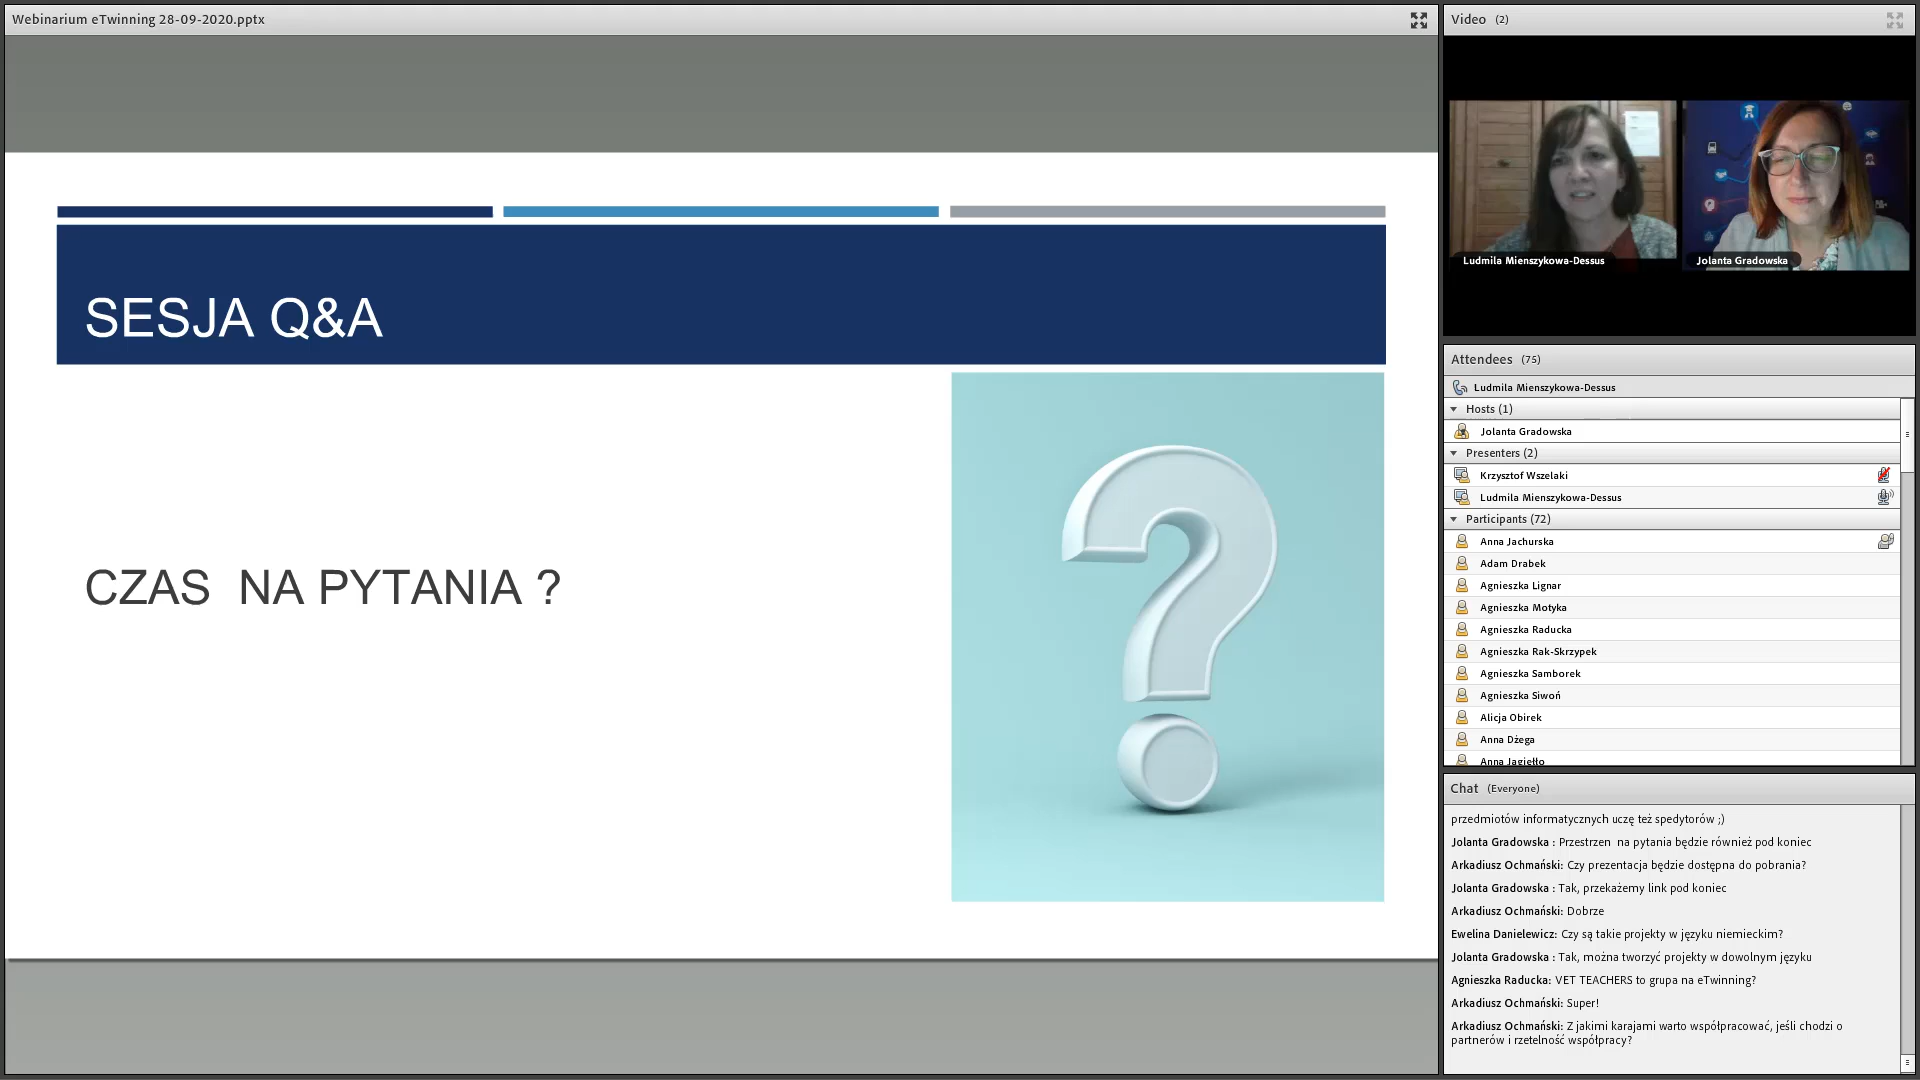 Webinarium eTwinning 28-09-2020.pptx
SESJA Q&A
CZAS NA PYTANIA ?
Video (2)
Ludmila Mienszykowa-Dessus
Jolanta Gradowska
Attendees (75)
Ludmila Mienszykowa-Dessus
Hosts (1)
Jolanta Gradowska
Presenters (2)
Krzysztof Wszelaki
Ludmila Mienszykowa-Dessus
Participants (72)
Anna Jachurska
Adam Drabek
Agnieszka Lignar
Agnieszka Motyka
Agnieszka Raducka
Agnieszka Rak-Skrzypek
Agnieszka Samborek
Agnieszka Siwoń
Alicja Obirek
Anna Dżega
Anna Jagiełło
Chat (Everyone)
przedmiotów informatycznych uczę też spedytorów ;)
Jolanta Gradowska : Przestrzen na pytania będzie również pod koniec
Arkadiusz Ochmański: Czy prezentacja będzie dostępna do pobrania?
Jolanta Gradowska : Tak, przekażemy link pod koniec
Arkadiusz Ochmański: Dobrze
Ewelina Danielewicz: Czy są takie projekty w języku niemieckim?
Jolanta Gradowska : Tak, można tworzyć projekty w dowolnym języku
Agnieszka Raducka: VET TEACHERS to grupa na eTwinning?
Arkadiusz Ochmański: Super!
Arkadiusz Ochmański: Z jakimi karajami warto współpracować, jeśli chodzi o
partnerów i rzetelność współpracy?